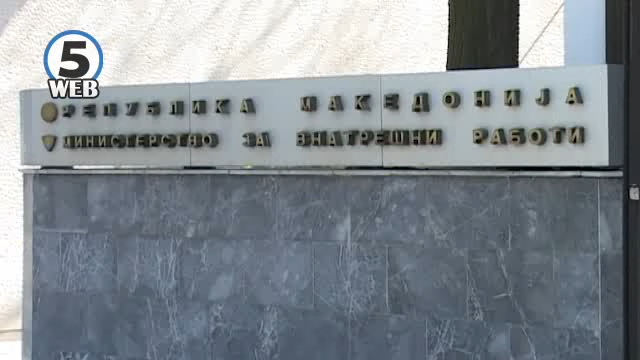 5
WEB
РЕПУБЛИКА МАКЕДОНИЈА
МИНИСТЕРСТВО ЗА ВНАТРЕШНИ РАБОТИ